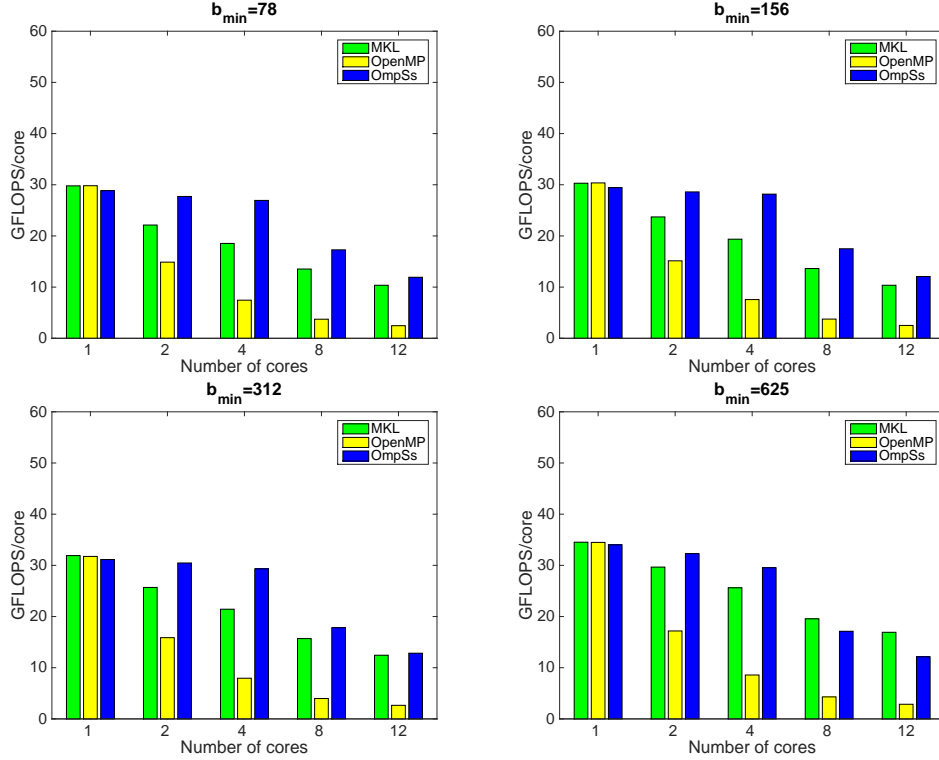 b_min=78
60
50
40
30
20
10
0
GFLOPS/core
MKL
OpenMP
OmpSs
1 2 4 8 12
Number of cores
b_min=156
60
50
40
30
20
10
0
GFLOPS/core
MKL
OpenMP
OmpSs
1 2 4 8 12
Number of cores
b_min=312
60
50
40
30
20
10
0
GFLOPS/core
MKL
OpenMP
OmpSs
1 2 4 8 12
Number of cores
b_min=625
60
50
40
30
20
10
0
GFLOPS/core
MKL
OpenMP
OmpSs
1 2 4 8 12
Number of cores